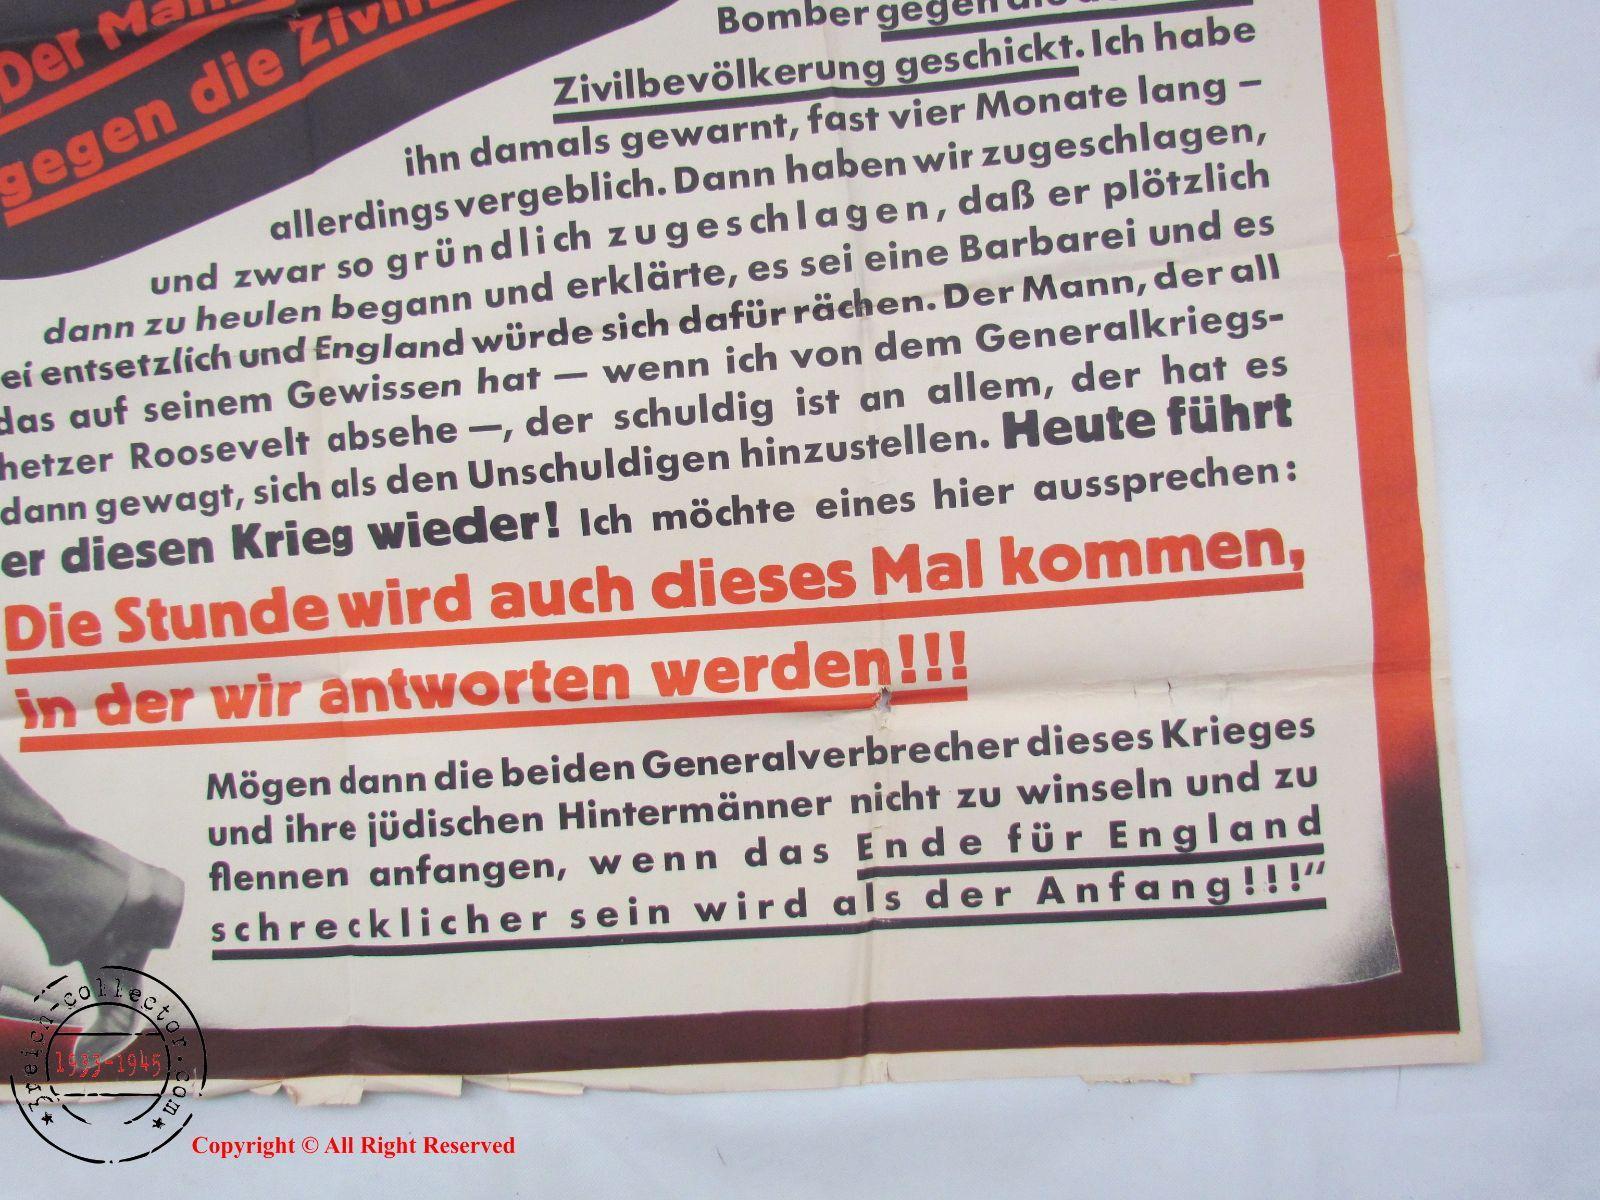 Der
gegen die
Bomber gegen die
Zivilbevölkerung geschickt. Ich habe
ihn damals gewarnt, fast vier Monate lang –
allerdings vergeblich. Dann haben wir zugeschlagen,
und zwar so gründlich zugeschlagen, daß er plötzlich
dann zu heulen begann und erklärte, es sei eine Barbarei und es
ei entsetzlich und England würde sich dafür rächen. Der Mann, der all
das auf seinem Gewissen hat — wenn ich von dem Generalkriegs-
hetzer Roosevelt absehe —, der schuldig ist an allem, der hat es
dann gewagt, sich als den Unschuldigen hinzustellen. Heute führt
er diesen Krieg wieder! Ich möchte eines hier aussprechen:
Die Stunde wird auch dieses Mal kommen,
in der wir antworten werden!!!
Mögen dann die beiden Generalverbrecher dieses Krieges
und ihre jüdischen Hintermänner nicht zu winseln und zu
flennen anfangen, wenn das Ende für England
schrecklicher sein wird als der Anfang!!!“
3reich-collector.com
1933-1945
Copyright © All Right Reserved